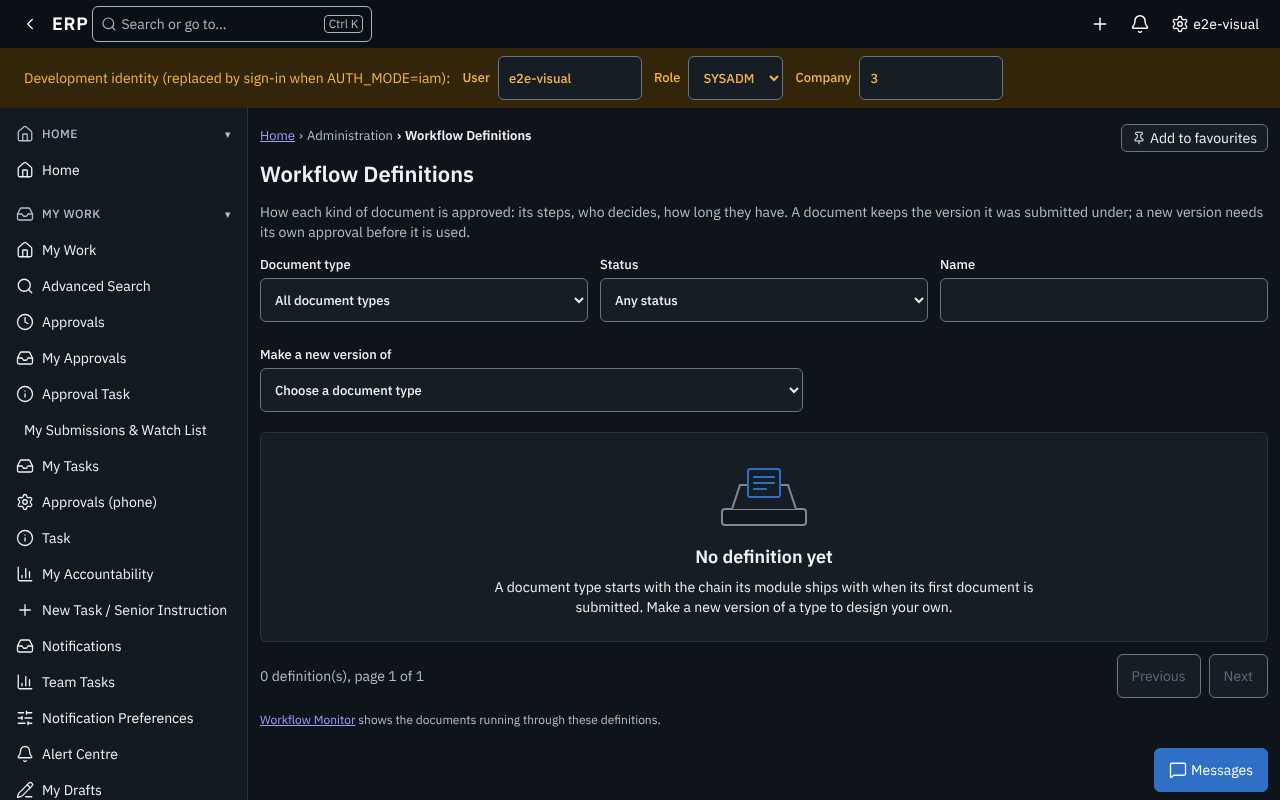 ERP
Search or go to...
Ctrl K
e2e-visual
Development identity (replaced by sign-in when AUTH_MODE=iam):
User
e2e-visual
Role
SYSADM
Company
3
HOME
Home
MY WORK
My Work
Advanced Search
Approvals
My Approvals
Approval Task
My Submissions & Watch List
My Tasks
Approvals (phone)
Task
My Accountability
New Task / Senior Instruction
Notifications
Team Tasks
Notification Preferences
Alert Centre
My Drafts
Home › Administration › Workflow Definitions
Add to favourites
Workflow Definitions
How each kind of document is approved: its steps, who decides, how long they have. A document keeps the version it was submitted under; a new version needs
its own approval before it is used.
Document type
All document types
Status
Any status
Name
Make a new version of
Choose a document type
No definition yet
A document type starts with the chain its module ships with when its first document is
submitted. Make a new version of a type to design your own.
0 definition(s), page 1 of 1
Previous
Next
Workflow Monitor shows the documents running through these definitions.
Messages